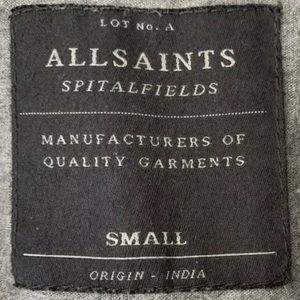 LOT No. A
ALLSAINTS
SPITALFIELDS
MANUFACTURERS OF
QUALITY GARMENTS
SMALL
ORIGIN - INDIA